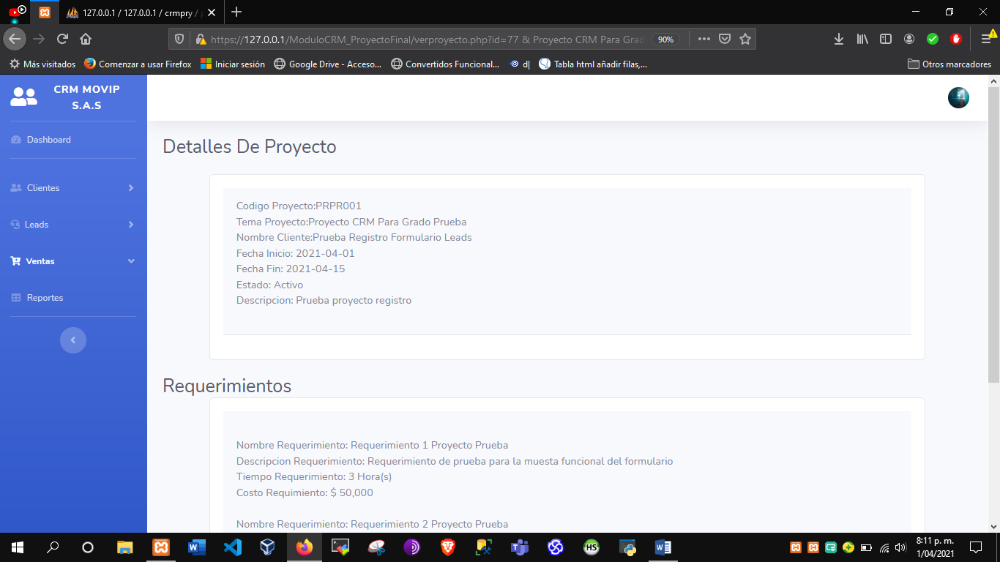 127.0.0.1 / 127.0.0.1 / crmpry /
https://127.0.0.1/ModuloCRM_ProyectoFinal/verproyecto.php?id=77 & Proyecto CRM Para Grad
90%
Más visitados
Comenzar a usar Firefox
Iniciar sesión
Google Drive - Acceso...
Convertidos Funcional...
d|
Tabla html añadir filas,...
Otros marcadores
CRM MOVIP
S.A.S
Dashboard
Clientes
Leads
Ventas
Reportes
Detalles De Proyecto
Codigo Proyecto:PRPR001
Tema Proyecto:Proyecto CRM Para Grado Prueba
Nombre Cliente:Prueba Registro Formulario Leads
Fecha Inicio: 2021-04-01
Fecha Fin: 2021-04-15
Estado: Activo
Descripcion: Prueba proyecto registro
Requerimientos
Nombre Requerimiento: Requerimiento 1 Proyecto Prueba
Descripcion Requerimiento: Requerimiento de prueba para la muesta funcional del formulario
Tiempo Requerimiento: 3 Hora(s)
Costo Requimiento: $ 50,000
Nombre Requerimiento: Requerimiento 2 Proyecto Prueba
HS
8:11 p. m.
1/04/2021